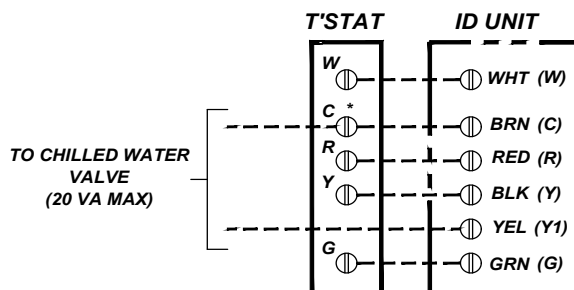 T'STAT ID UNIT
W WHT (W)
C * BRN (C)
R RED (R)
Y BLK (Y)
YEL (Y1)
G GRN (G)
TO CHILLED WATER
VALVE
(20 VA MAX)